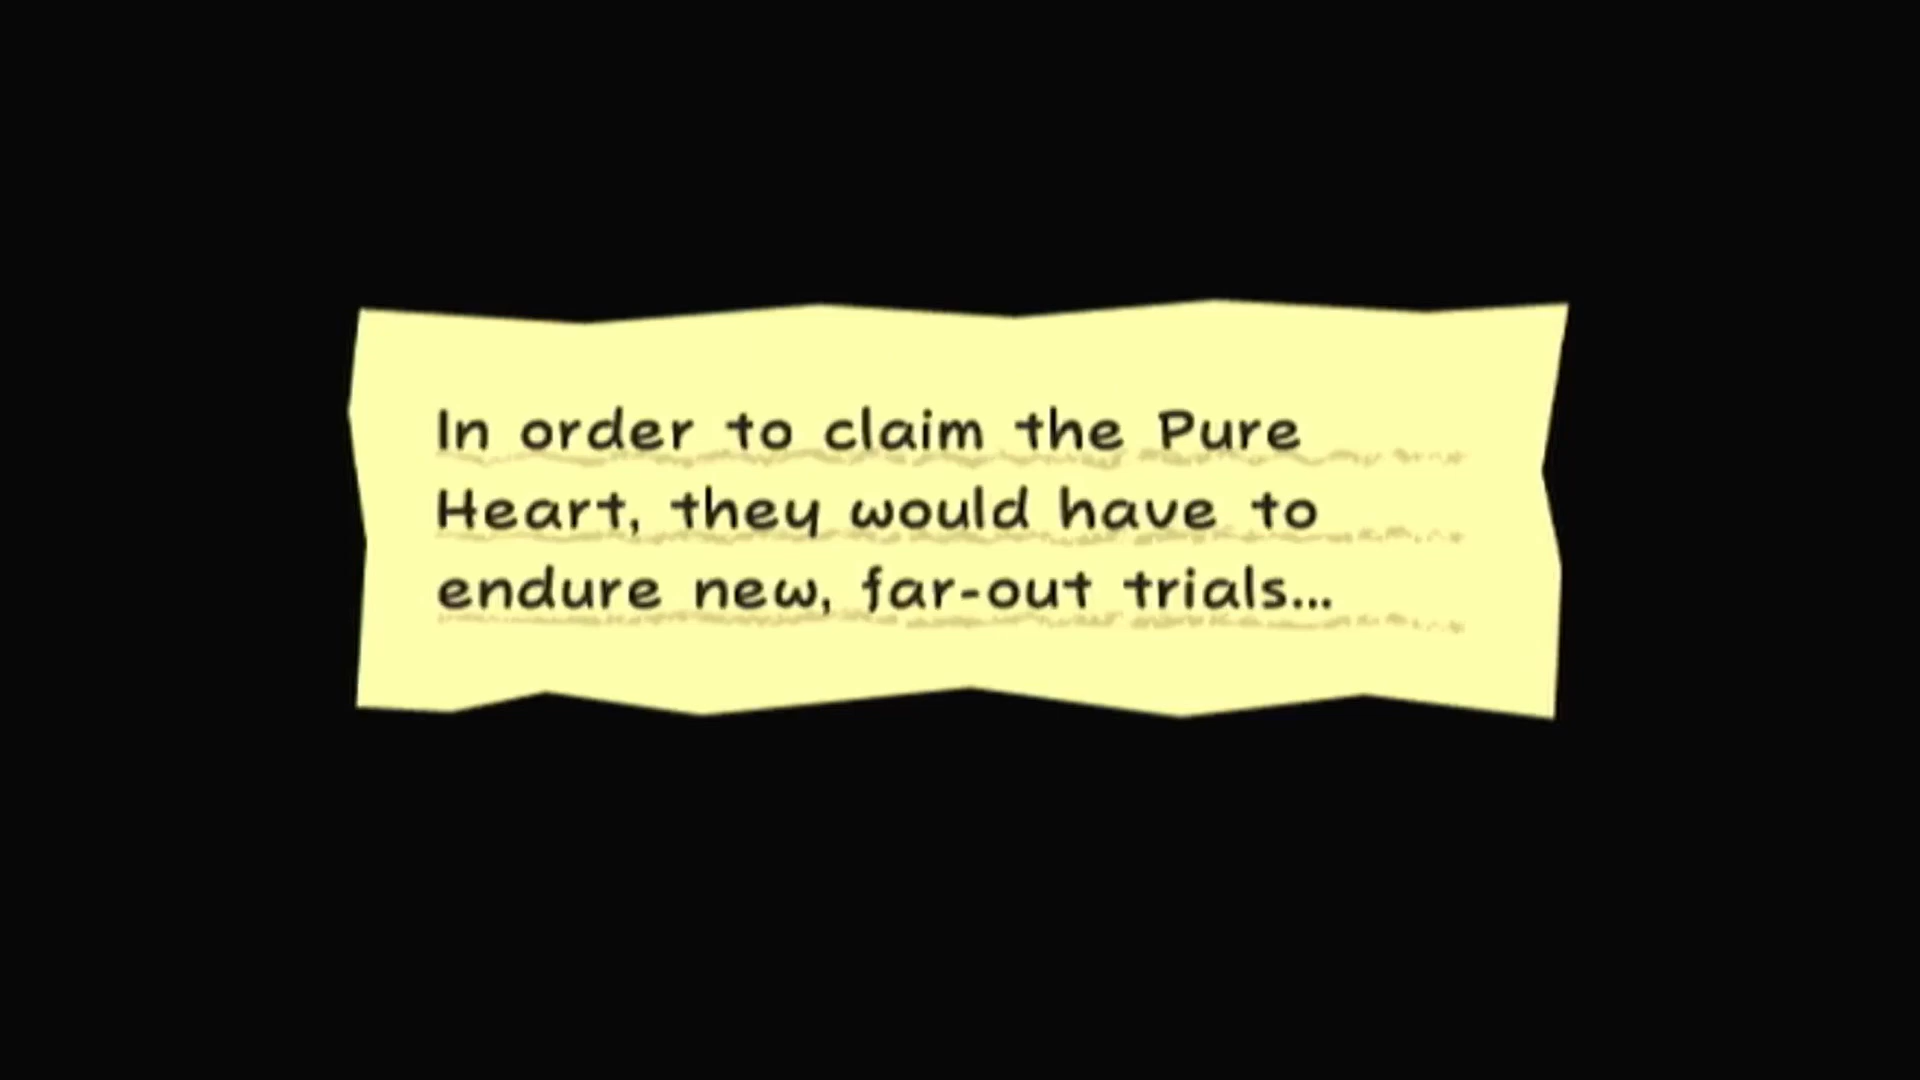 In order to claim the Pure
Heart, they would have to
endure new, far-out trials...